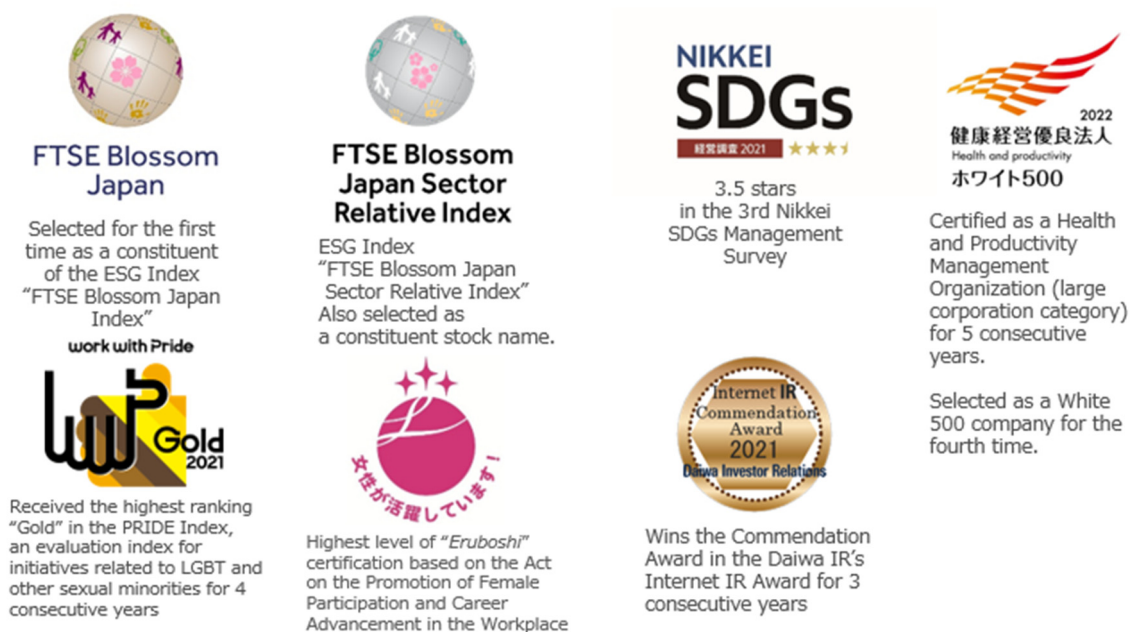 FTSE Blossom
Japan
Selected for the first
time as a constituent
of the ESG Index
“FTSE Blossom Japan
Index”
FTSE Blossom
Japan Sector
Relative Index
ESG Index
“FTSE Blossom Japan
Sector Relative Index”
Also selected as
a constituent stock name.
NIKKEI
SDGs
経営調査2021
3.5 stars
in the 3rd Nikkei
SDGs Management
Survey
2022
健康経営優良法人
Health and productivity
ホワイト500
Certified as a Health
and Productivity
Management
Organization (large
corporation category)
for 5 consecutive
years.
Selected as a White
500 company for the
fourth time.
work with Pride
wwP
Gold
2021
Received the highest ranking
“Gold” in the PRIDE Index,
an evaluation index for
initiatives related to LGBT and
other sexual minorities for 4
consecutive years
女性が活躍しています!
Highest level of “Eruboshi”
certification based on the Act
on the Promotion of Female
Participation and Career
Advancement in the Workplace
Internet IR
Commendation
Award
2021
Daiwa Investor Relations
Wins the Commendation
Award in the Daiwa IR’s
Internet IR Award for 3
consecutive years